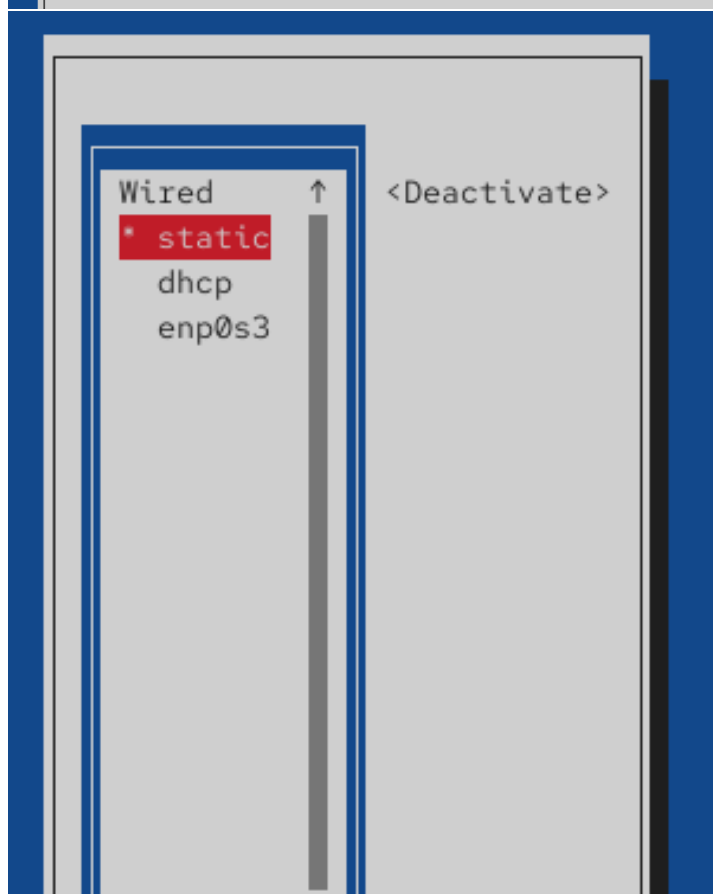 Wired ↑ <Deactivate>
* static
dhcp
enp0s3